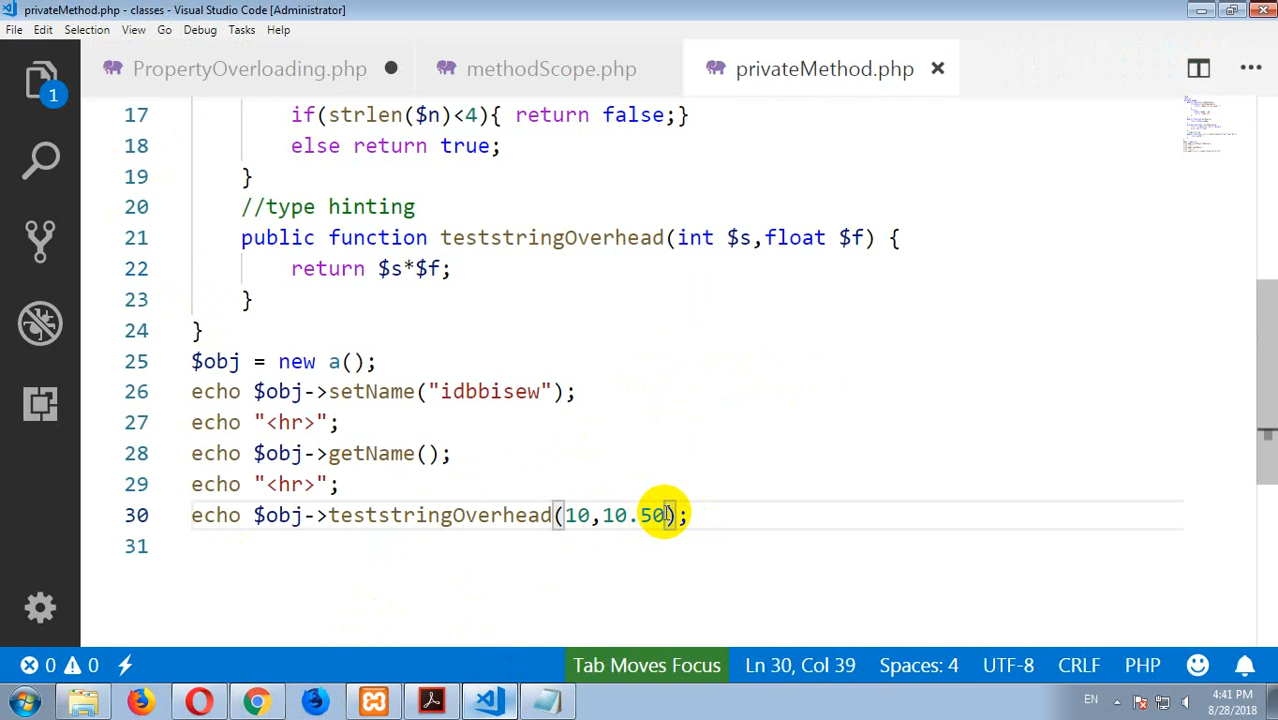 privateMethod.php - classes - Visual Studio Code [Administrator]
File Edit Selection View Go Debug Tasks Help
PropertyOverloading.php methodScope.php privateMethod.php
1
17 if(strlen($n)<4){ return false;}
18 else return true;
19 }
20 //type hinting
21 public function teststringOverhead(int $s,float $f) {
22 return $s*$f;
23 }
24 }
25 $obj = new a();
26 echo $obj->setName("idbbisew");
27 echo "<hr>";
28 echo $obj->getName();
29 echo "<hr>";
30 echo $obj->teststringOverhead(10,10.50);
31
0 0 Tab Moves Focus Ln 30, Col 39 Spaces: 4 UTF-8 CRLF PHP
EN 4:41 PM
8/28/2018